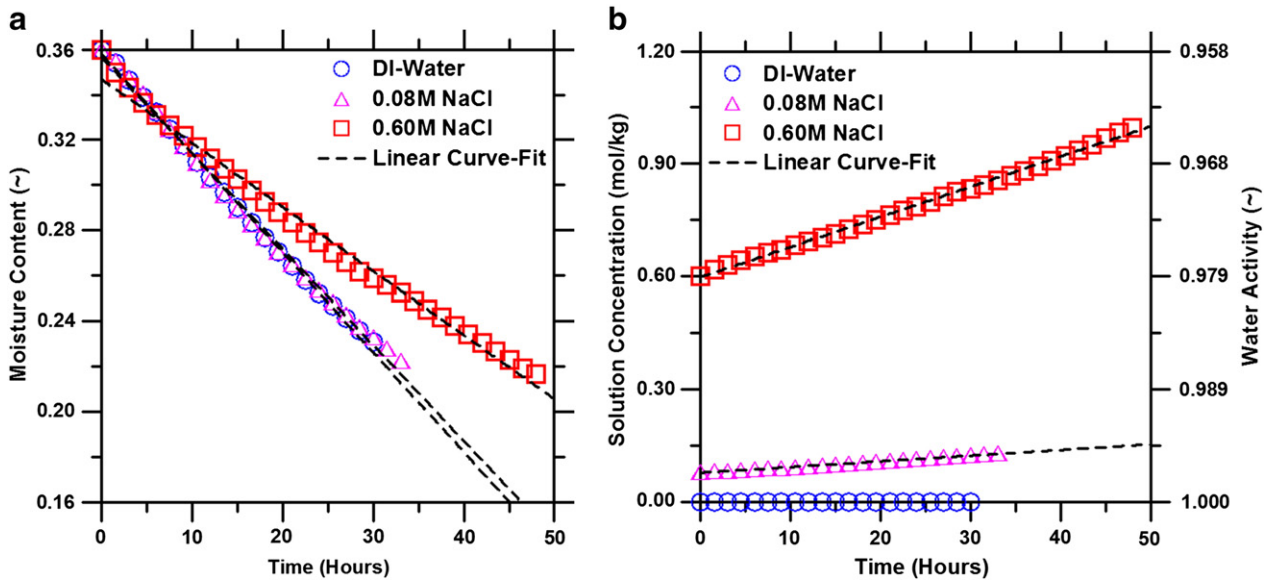 a
0.36
0.32
0.28
0.24
0.20
0.16
Moisture Content (~)
DI-Water
0.08M NaCl
0.60M NaCl
Linear Curve-Fit
0 10 20 30 40 50
Time (Hours)
b
1.20
0.90
0.60
0.30
0.00
Solution Concentration (mol/kg)
DI-Water
0.08M NaCl
0.60M NaCl
Linear Curve-Fit
0.958
0.968
0.979
0.989
1.000
Water Activity (~)
0 10 20 30 40 50
Time (Hours)